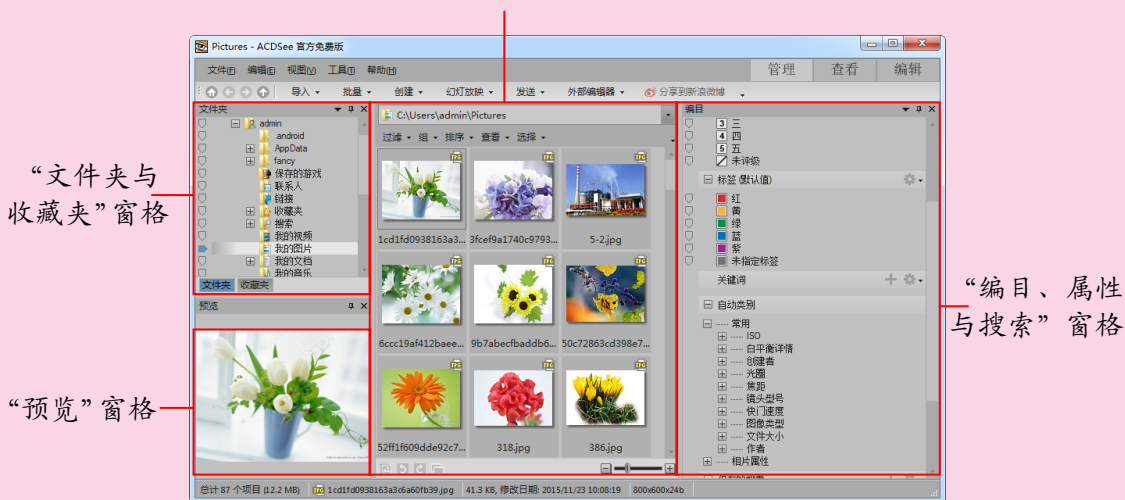 Pictures - ACDSee 官方免费版
文件(F) 编辑(E) 视图(V) 工具(T) 帮助(H)
管理 查看 编辑
导入 批量 创建 幻灯放映 发送 外部编辑器 分享到新浪微博
文件夹
admin
.android
AppData
fancy
保存的游戏
联系人
链接
收藏夹
搜索
我的视频
我的图片
我的文档
我的音乐
文件夹 收藏夹
预览
“文件夹与
收藏夹”窗格
“预览”窗格
C:\Users\admin\Pictures
过滤 组 排序 查看 选择
1cd1fd0938163a3... 3fcef9a1740c9793... 5-2.jpg
6ccc19af412baee... 9b7abecfbaddb6... 50c72863cd398e7...
52ff1f609dde92c7... 318.jpg 386.jpg
编目
3 三
4 四
5 五
未评级
标签(默认值)
红
黄
绿
蓝
紫
未指定标签
关键词
自动类别
常用
ISO
白平衡详情
创建者
光圈
焦距
镜头型号
快门速度
图像类型
文件大小
作者
相片属性
“编目、属性
与搜索”窗格
总计 87 个项目 (12.2 MB) 1cd1fd0938163a3c6a60fb39.jpg 41.3 KB, 修改日期: 2015/11/23 10:08:19 800x600x24b